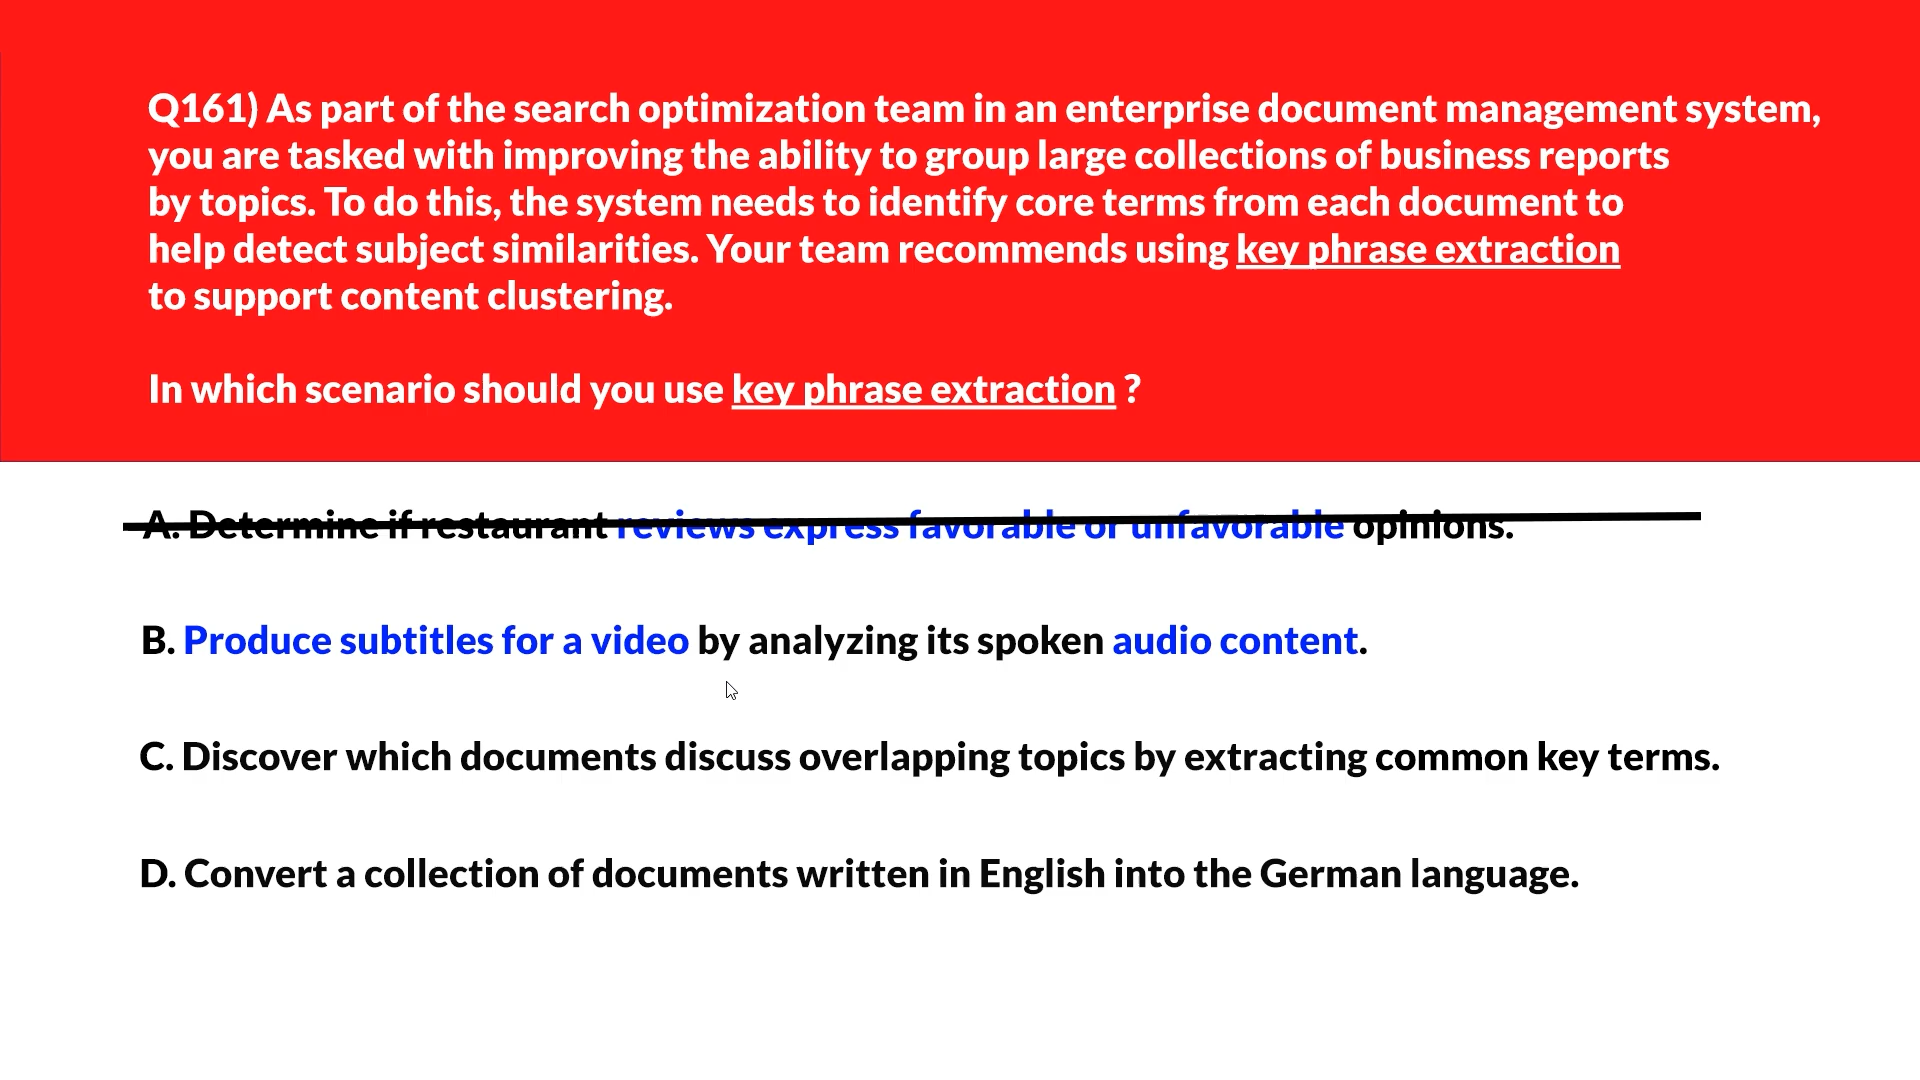 Q161) As part of the search optimization team in an enterprise document management system,
you are tasked with improving the ability to group large collections of business reports
by topics. To do this, the system needs to identify core terms from each document to
help detect subject similarities. Your team recommends using key phrase extraction
to support content clustering.
In which scenario should you use key phrase extraction ?
A. Determine if restaurant reviews express favorable or unfavorable opinions.
B. Produce subtitles for a video by analyzing its spoken audio content.
C. Discover which documents discuss overlapping topics by extracting common key terms.
D. Convert a collection of documents written in English into the German language.